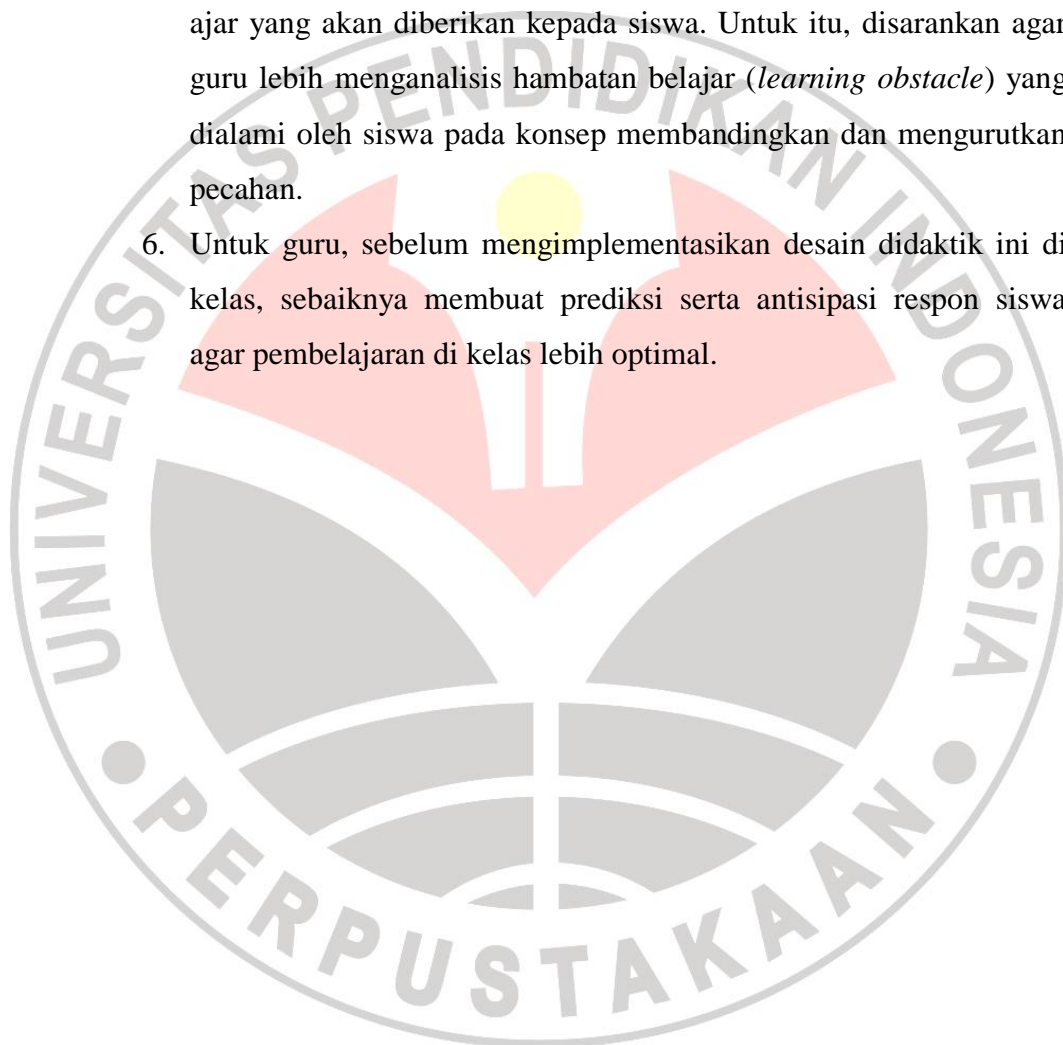 ajar yang akan diberikan kepada siswa. Untuk itu, disarankan agar
guru lebih menganalisis hambatan belajar (learning obstacle) yang
dialami oleh siswa pada konsep membandingkan dan mengurutkan
pecahan.
6. Untuk guru, sebelum mengimplementasikan desain didaktik ini di
kelas, sebaiknya membuat prediksi serta antisipasi respon siswa
agar pembelajaran di kelas lebih optimal.
UNIVERSITAS PENDIDIKAN INDONESIA
PERPUSTAKAAN